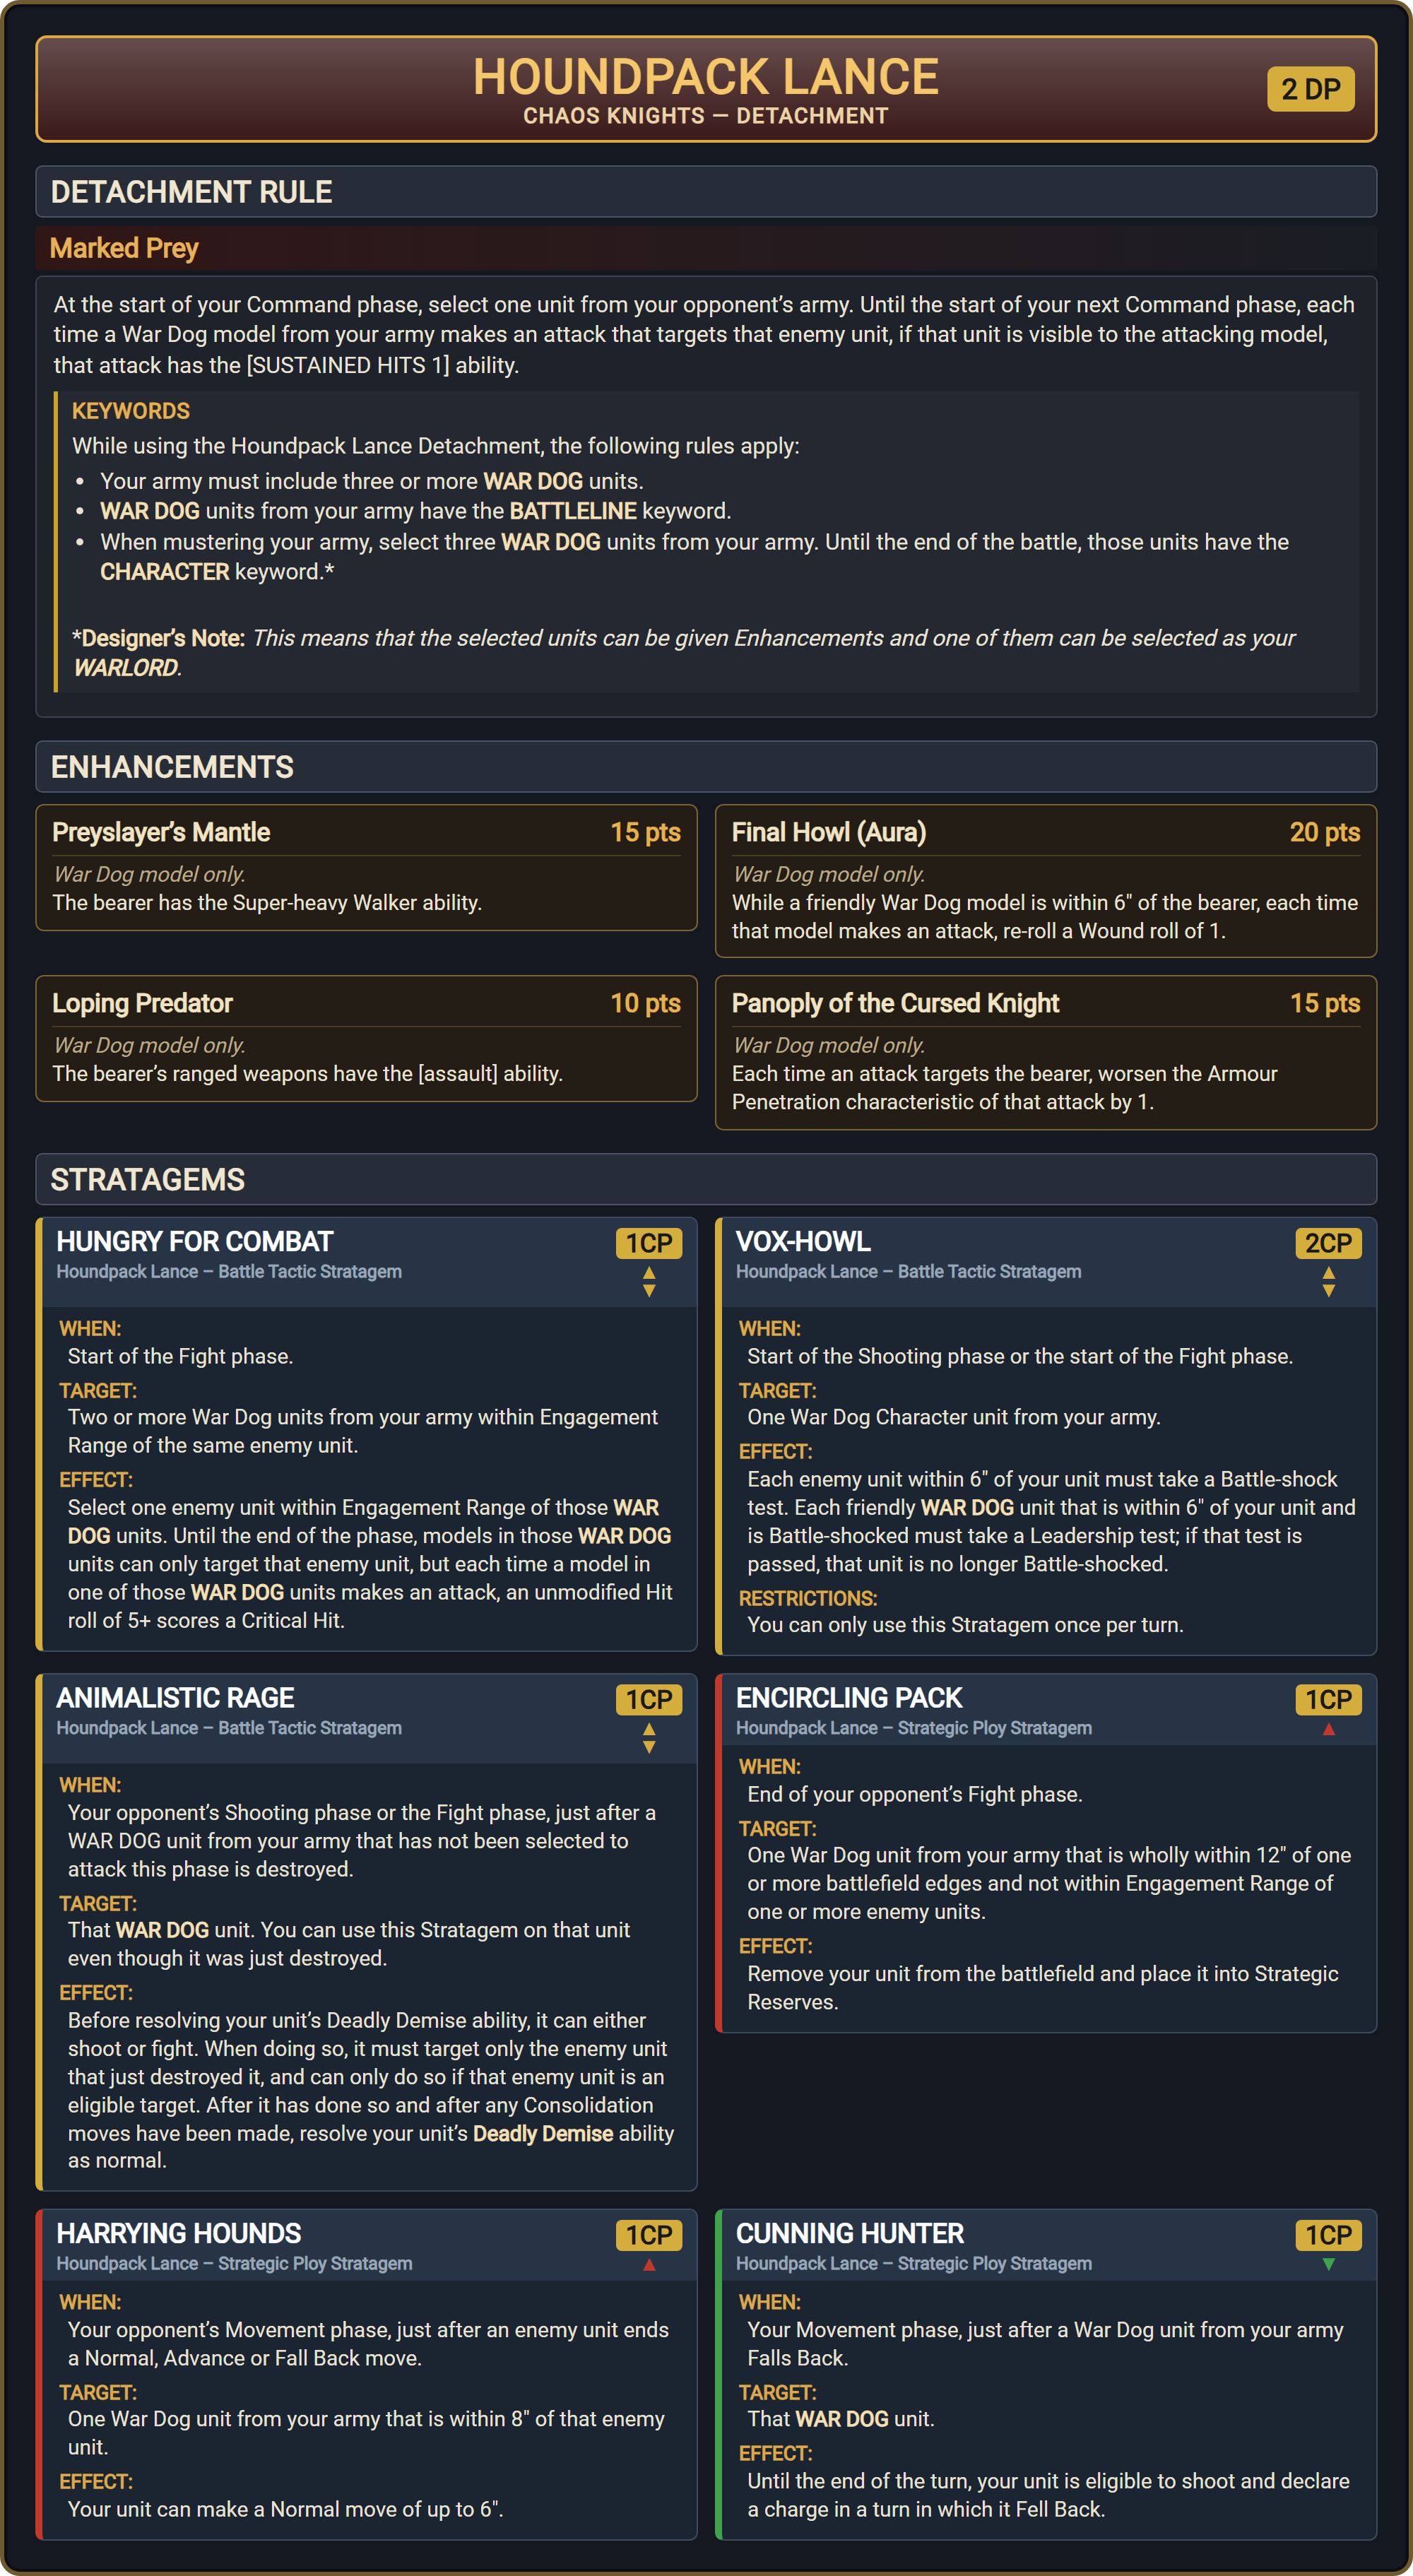 HOUNDPACK LANCE
CHAOS KNIGHTS — DETACHMENT
2 DP
DETACHMENT RULE
Marked Prey
At the start of your Command phase, select one unit from your opponent’s army. Until the start of your next Command phase, each
time a War Dog model from your army makes an attack that targets that enemy unit, if that unit is visible to the attacking model,
that attack has the [SUSTAINED HITS 1] ability.
KEYWORDS
While using the Houndpack Lance Detachment, the following rules apply:
• Your army must include three or more WAR DOG units.
• WAR DOG units from your army have the BATTLELINE keyword.
• When mustering your army, select three WAR DOG units from your army. Until the end of the battle, those units have the
CHARACTER keyword.*
*Designer’s Note: This means that the selected units can be given Enhancements and one of them can be selected as your
WARLORD.
ENHANCEMENTS
Preyslayer’s Mantle 15 pts
War Dog model only.
The bearer has the Super-heavy Walker ability.
Final Howl (Aura) 20 pts
War Dog model only.
While a friendly War Dog model is within 6" of the bearer, each time
that model makes an attack, re-roll a Wound roll of 1.
Loping Predator 10 pts
War Dog model only.
The bearer’s ranged weapons have the [assault] ability.
Panoply of the Cursed Knight 15 pts
War Dog model only.
Each time an attack targets the bearer, worsen the Armour
Penetration characteristic of that attack by 1.
STRATAGEMS
HUNGRY FOR COMBAT 1CP
Houndpack Lance – Battle Tactic Stratagem
▲
▼
WHEN:
Start of the Fight phase.
TARGET:
Two or more War Dog units from your army within Engagement
Range of the same enemy unit.
EFFECT:
Select one enemy unit within Engagement Range of those WAR
DOG units. Until the end of the phase, models in those WAR DOG
units can only target that enemy unit, but each time a model in
one of those WAR DOG units makes an attack, an unmodified Hit
roll of 5+ scores a Critical Hit.
VOX-HOWL 2CP
Houndpack Lance – Battle Tactic Stratagem
▲
▼
WHEN:
Start of the Shooting phase or the start of the Fight phase.
TARGET:
One War Dog Character unit from your army.
EFFECT:
Each enemy unit within 6" of your unit must take a Battle-shock
test. Each friendly WAR DOG unit that is within 6" of your unit and
is Battle-shocked must take a Leadership test; if that test is
passed, that unit is no longer Battle-shocked.
RESTRICTIONS:
You can only use this Stratagem once per turn.
ANIMALISTIC RAGE 1CP
Houndpack Lance – Battle Tactic Stratagem
▲
▼
WHEN:
Your opponent’s Shooting phase or the Fight phase, just after a
WAR DOG unit from your army that has not been selected to
attack this phase is destroyed.
TARGET:
That WAR DOG unit. You can use this Stratagem on that unit
even though it was just destroyed.
EFFECT:
Before resolving your unit’s Deadly Demise ability, it can either
shoot or fight. When doing so, it must target only the enemy unit
that just destroyed it, and can only do so if that enemy unit is an
eligible target. After it has done so and after any Consolidation
moves have been made, resolve your unit’s Deadly Demise ability
as normal.
ENCIRCLING PACK 1CP
Houndpack Lance – Strategic Ploy Stratagem
▲
WHEN:
End of your opponent’s Fight phase.
TARGET:
One War Dog unit from your army that is wholly within 12" of one
or more battlefield edges and not within Engagement Range of
one or more enemy units.
EFFECT:
Remove your unit from the battlefield and place it into Strategic
Reserves.
HARRYING HOUNDS 1CP
Houndpack Lance – Strategic Ploy Stratagem
▲
WHEN:
Your opponent’s Movement phase, just after an enemy unit ends
a Normal, Advance or Fall Back move.
TARGET:
One War Dog unit from your army that is within 8" of that enemy
unit.
EFFECT:
Your unit can make a Normal move of up to 6".
CUNNING HUNTER 1CP
Houndpack Lance – Strategic Ploy Stratagem
▼
WHEN:
Your Movement phase, just after a War Dog unit from your army
Falls Back.
TARGET:
That WAR DOG unit.
EFFECT:
Until the end of the turn, your unit is eligible to shoot and declare
a charge in a turn in which it Fell Back.